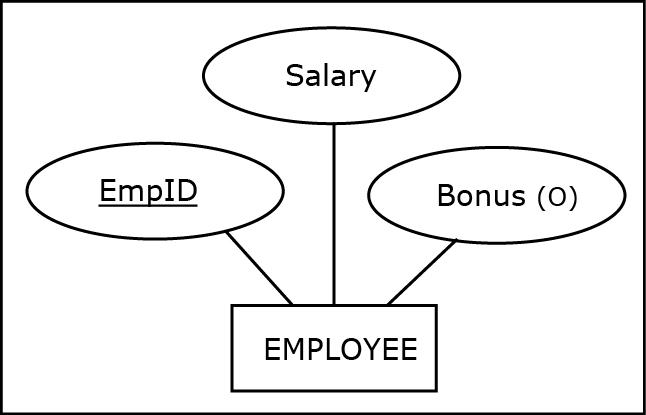 Salary
EmpID
Bonus (O)
EMPLOYEE